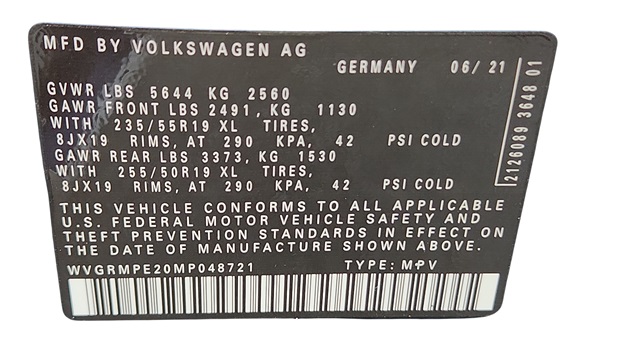 MFD BY VOLKSWAGEN AG
GERMANY 06/21
GVWR LBS 5644 KG 2560
GAWR FRONT LBS 2491, KG 1130
WITH 235/55R19 XL TIRES,
8JX19 RIMS, AT 290 KPA, 42 PSI COLD
GAWR REAR LBS 3373, KG 1530
WITH 255/50R19 XL TIRES,
8JX19 RIMS, AT 290 KPA, 42 PSI COLD
THIS VEHICLE CONFORMS TO ALL APPLICABLE
U.S. FEDERAL MOTOR VEHICLE SAFETY AND
THEFT PREVENTION STANDARDS IN EFFECT ON
THE DATE OF MANUFACTURE SHOWN ABOVE.
WVGRMPE20MP048721 TYPE: MPV
2126089 3648 01